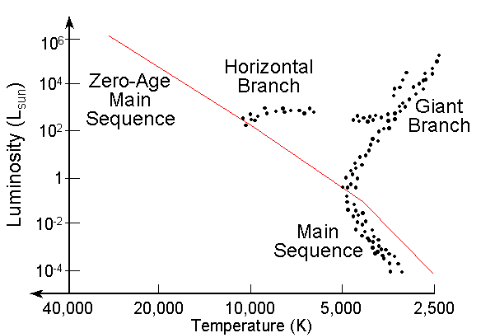 10⁶
10⁴
10²
1
10⁻²
10⁻⁴
Luminosity (Lₛᵤₙ)
Zero-Age
Main
Sequence
Horizontal
Branch
Giant
Branch
Main
Sequence
40,000 20,000 10,000 5,000 2,500
Temperature (K)